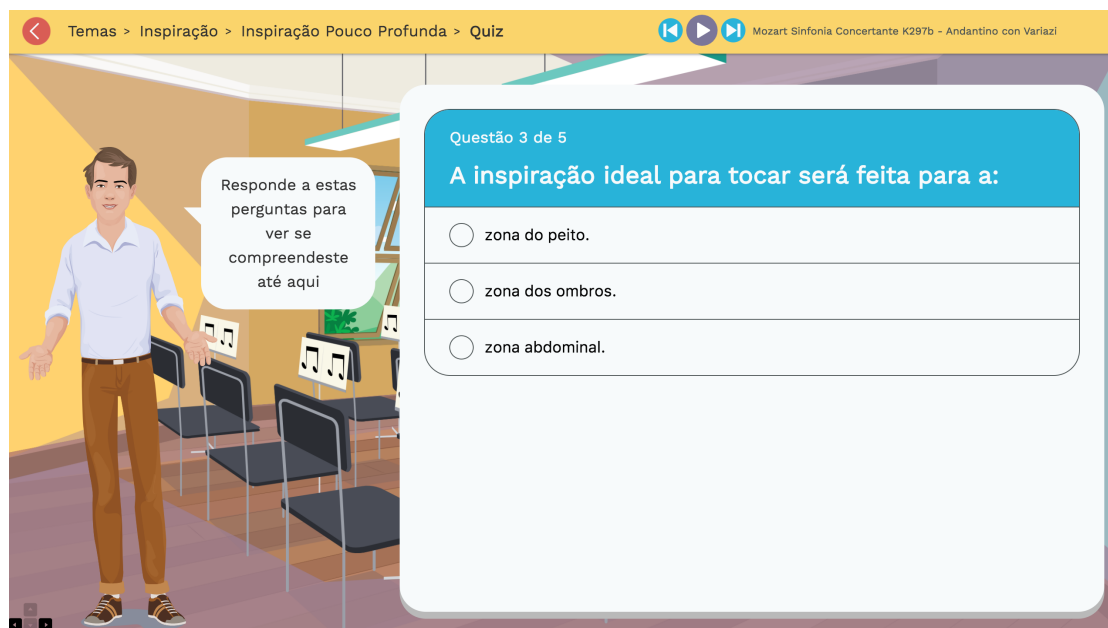 Temas > Inspiração > Inspiração Pouco Profunda > Quiz
Mozart Sinfonia Concertante K297b - Andantino con Variazi
Responde a estas
perguntas para
ver se
compreendeste
até aqui
Questão 3 de 5
A inspiração ideal para tocar será feita para a:
zona do peito.
zona dos ombros.
zona abdominal.